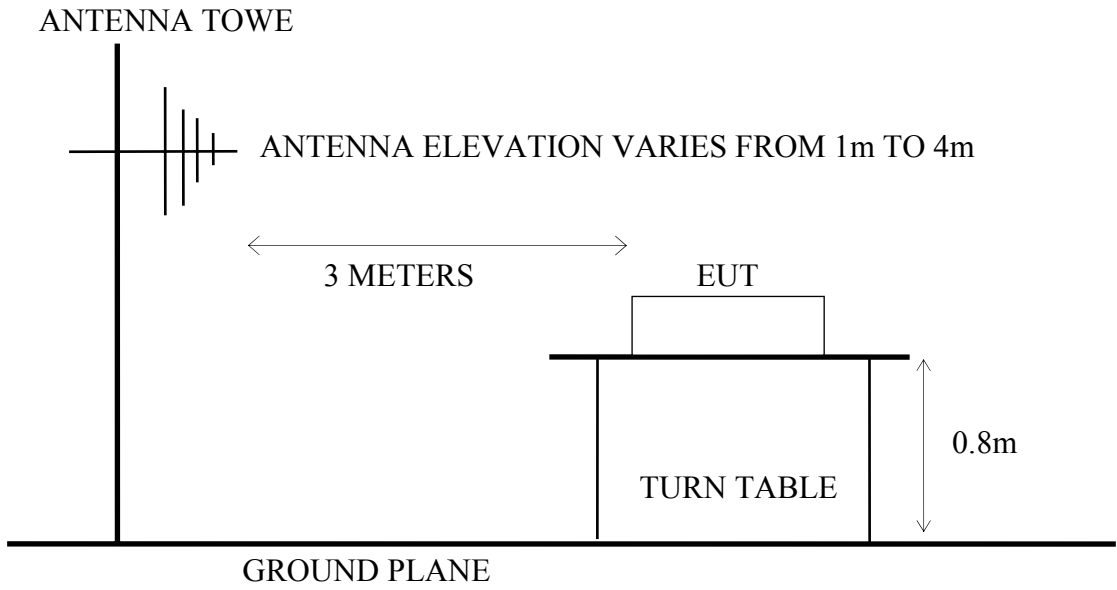 ANTENNA TOWE
ANTENNA ELEVATION VARIES FROM 1m TO 4m
3 METERS
EUT
0.8m
TURN TABLE
GROUND PLANE